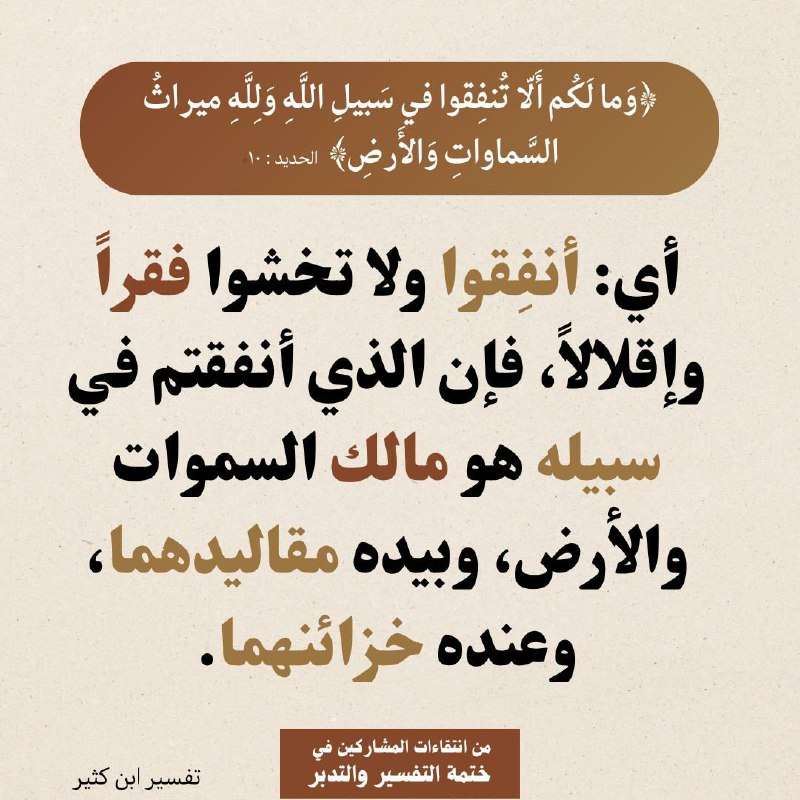 ﴿وَما لَكُم أَلّا تُنفِقوا في سَبيلِ اللَّهِ وَلِلَّهِ ميراثُ
السَّماواتِ وَالأَرضِ﴾ الحديد : ١٠
أي: أنفِقوا ولا تخشوا فقراً
وإقلالاً، فإن الذي أنفقتم في
سبيله هو مالك السموات
والأرض، وبيده مقاليدهما،
وعنده خزائنهما.
من انتقاءات المشاركين في
ختمة التفسير والتدبر
تفسير ابن كثير